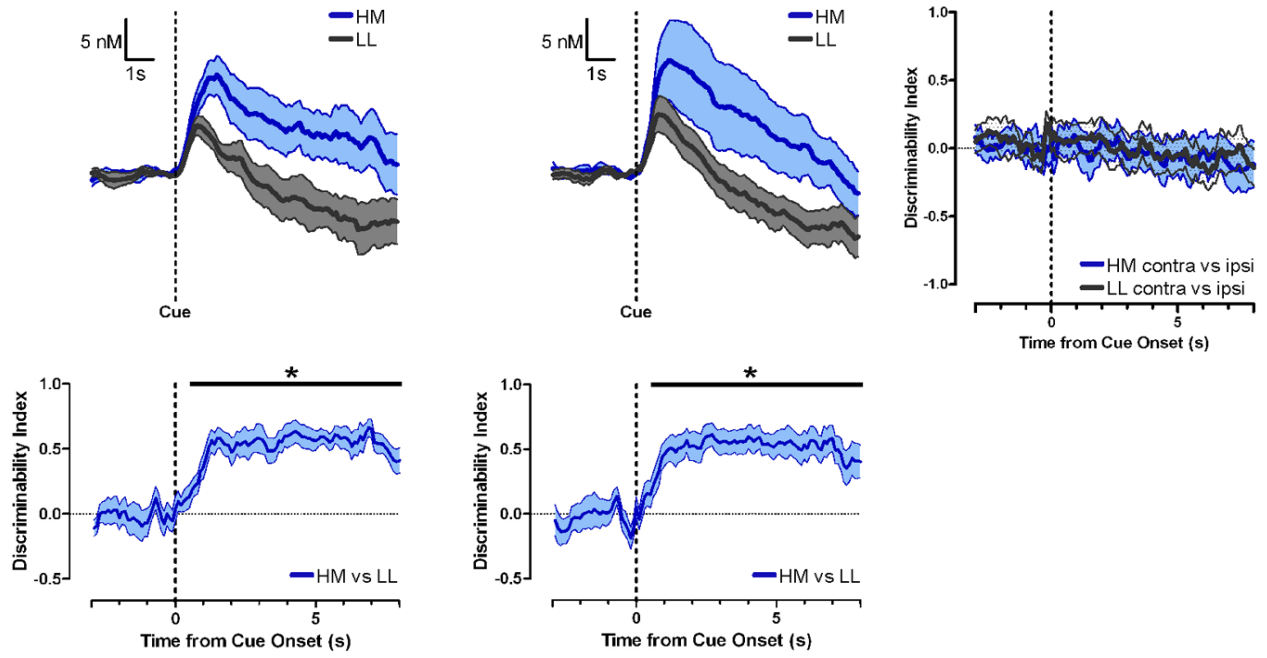 HM
LL
5 nM
1s
Cue
HM
LL
5 nM
1s
Cue
1.0
0.5
0.0
-0.5
-1.0
Discriminability Index
HM contra vs ipsi
LL contra vs ipsi
0
5
Time from Cue Onset (s)
*
1.0
0.5
0.0
-0.5
Discriminability Index
HM vs LL
0
5
Time from Cue Onset (s)
*
1.0
0.5
0.0
-0.5
Discriminability Index
HM vs LL
0
5
Time from Cue Onset (s)